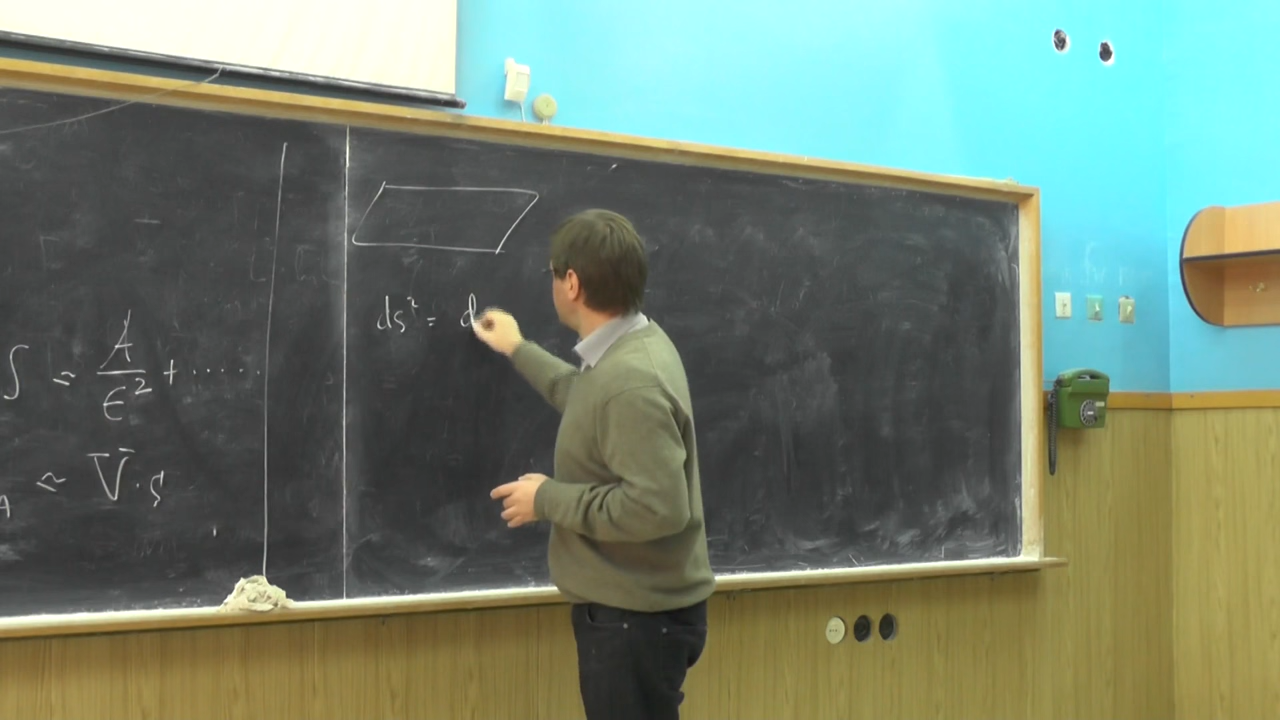 S ≃ A/ε² + .....
A ≃ V̄·s
ds² = d